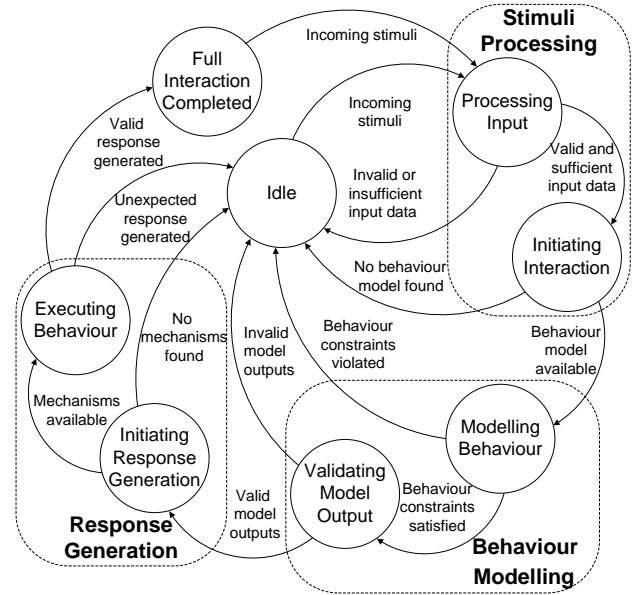 Stimuli
Processing
Full
Interaction
Completed
Incoming stimuli
Processing
Input
Incoming
stimuli
Valid
response
generated
Valid and
sufficient
input data
Idle
Invalid or
insufficient
input data
Unexpected
response
generated
Initiating
Interaction
No behaviour
model found
Executing
Behaviour
No
mechanisms
found
Invalid
model
outputs
Behaviour
constraints
violated
Behaviour
model
available
Mechanisms
available
Initiating
Response
Generation
Modelling
Behaviour
Validating
Model
Output
Behaviour
constraints
satisfied
Valid
model
outputs
Response
Generation
Behaviour
Modelling